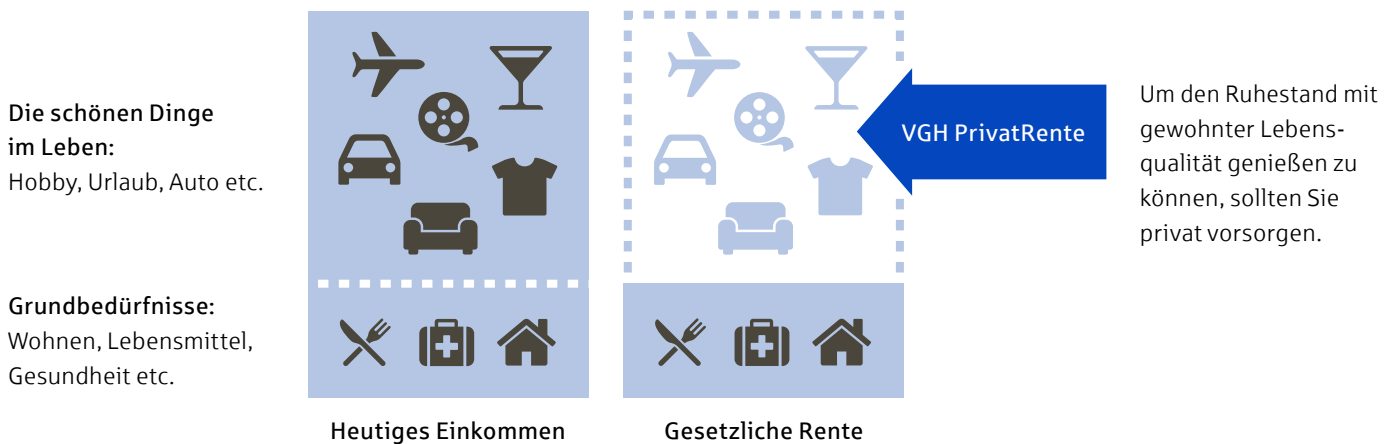 Die schönen Dinge
im Leben:
Hobby, Urlaub, Auto etc.
Grundbedürfnisse:
Wohnen, Lebensmittel,
Gesundheit etc.
Heutiges Einkommen
Gesetzliche Rente
VGH PrivatRente
Um den Ruhestand mit
gewohnter Lebens-
qualität genießen zu
können, sollten Sie
privat vorsorgen.